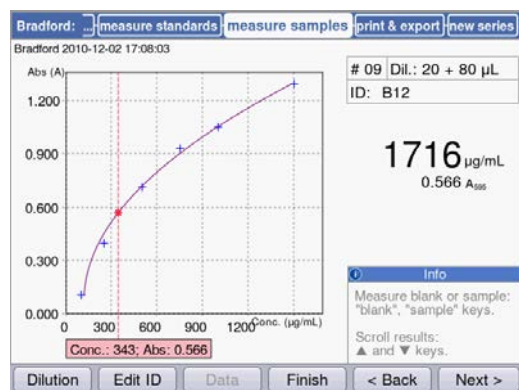 Bradford: ... measure standards measure samples print & export new series
Bradford 2010-12-02 17:08:03
Abs (A)
1.200
0.900
0.600
0.300
0.000
0 300 600 900 1200 Conc. (µg/mL)
Conc.: 343; Abs: 0.566
# 09 Dil.: 20 + 80 µL
ID: B12
1716 µg/mL
0.566 A595
Info
Measure blank or sample:
"blank", "sample" keys.
Scroll results:
▲ and ▼ keys.
Dilution Edit ID Data Finish < Back Next >